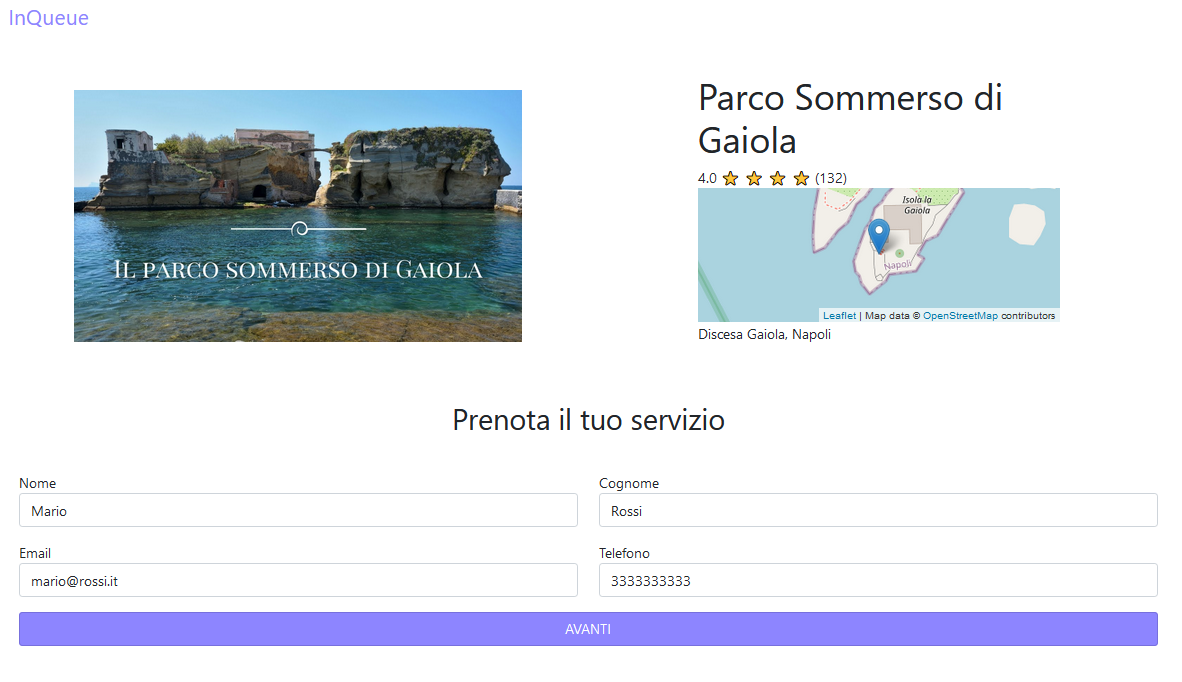 InQueue
IL PARCO SOMMERSO DI GAIOLA
Parco Sommerso di
Gaiola
4.0 (132)
Isola la
Gaiola
Napoli
Leaflet | Map data © OpenStreetMap contributors
Discesa Gaiola, Napoli
Prenota il tuo servizio
Nome
Cognome
Mario
Rossi
Email
Telefono
mario@rossi.it
3333333333
AVANTI